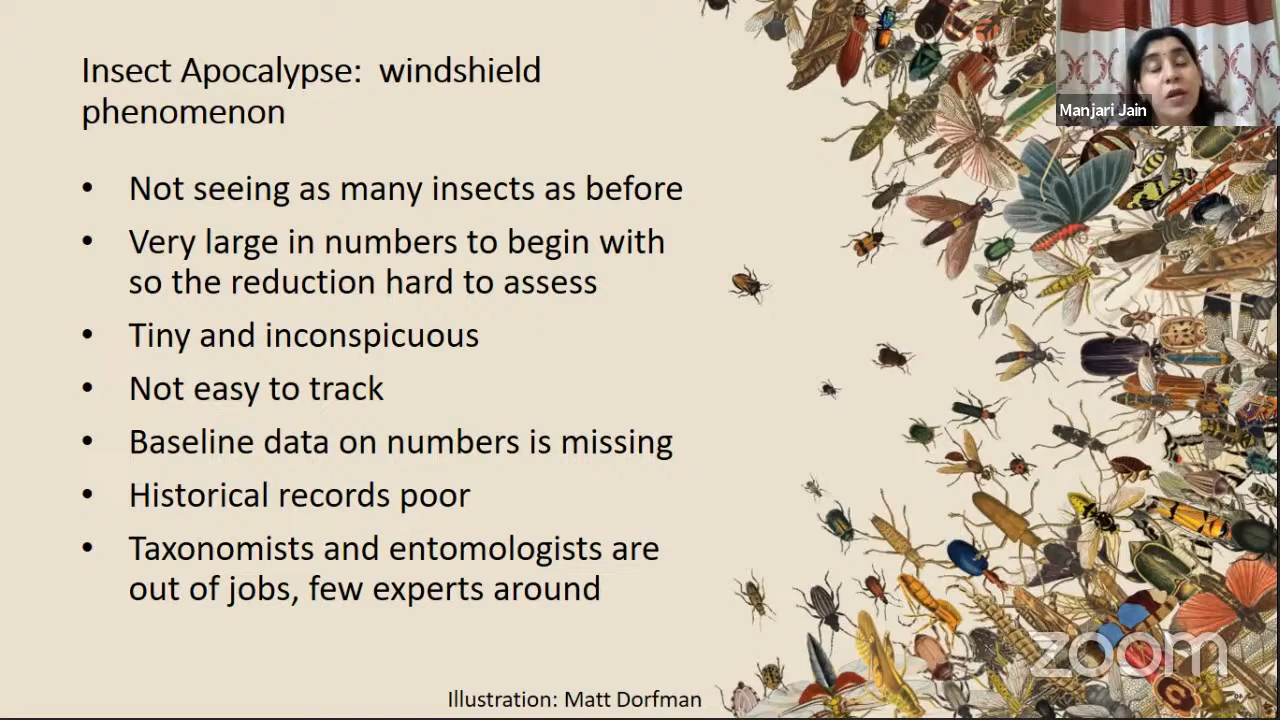 Insect Apocalypse:  windshield
phenomenon
• Not seeing as many insects as before
• Very large in numbers to begin with
so the reduction hard to assess
• Tiny and inconspicuous
• Not easy to track
• Baseline data on numbers is missing
• Historical records poor
• Taxonomists and entomologists are
out of jobs, few experts around
Illustration: Matt Dorfman
Manjari Jain
zoom